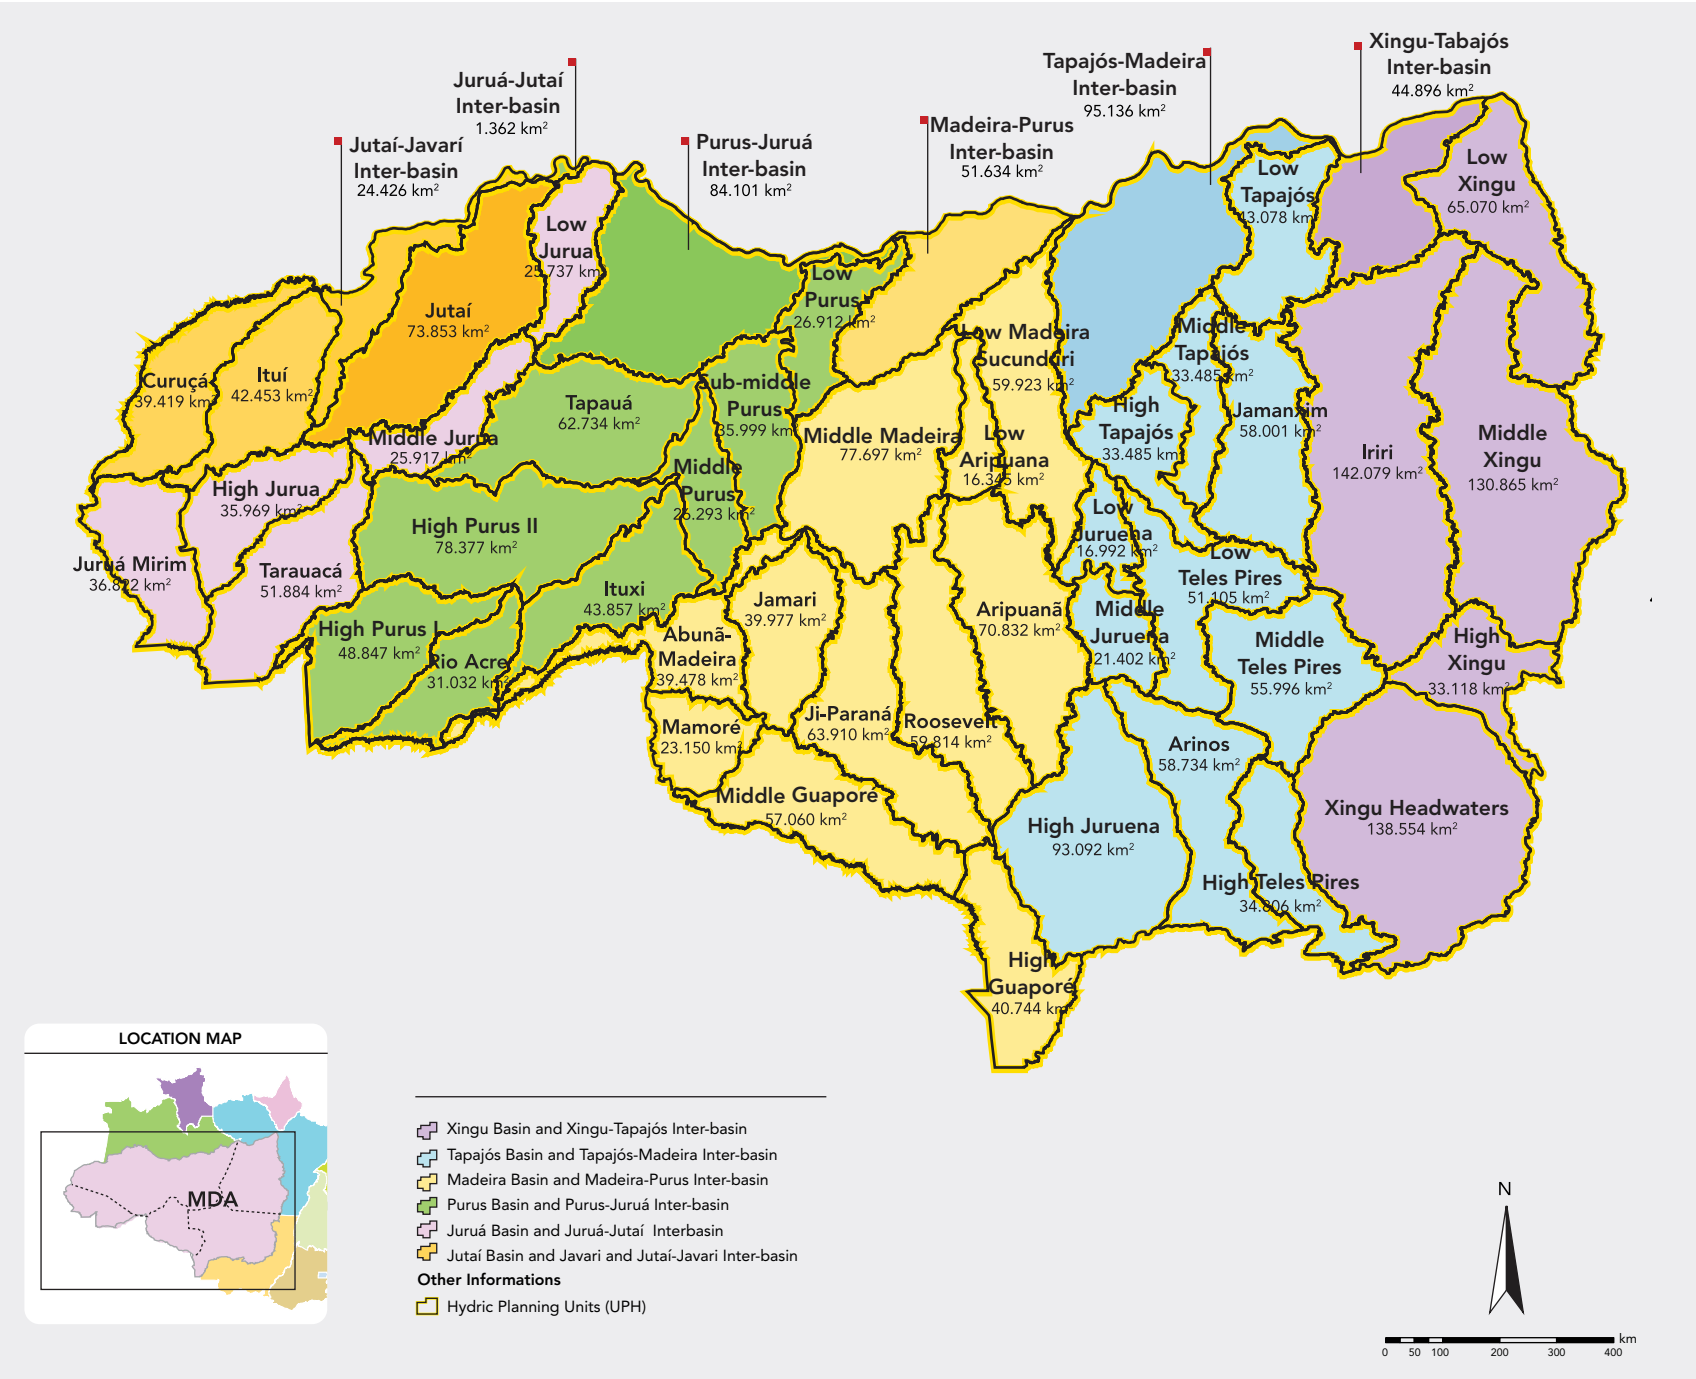 Xingu-Tabajós
Inter-basin
44.896 km²
Tapajós-Madeira
Inter-basin
95.136 km²
Juruá-Jutaí
Inter-basin
1.362 km²
Madeira-Purus
Inter-basin
51.634 km²
Jutaí-Javarí
Inter-basin
24.426 km²
Purus-Juruá
Inter-basin
84.101 km²
Low
Xingu
65.070 km²
Low
Tapajós
43.078 km
Low
Jurua
25.737 km
Low
Purus
26.912 km²
Jutaí
73.853 km²
Low Madeira
Sucunduri
59.923 km²
Middle
Tapajós
33.485 km²
Curuçá
39.419 km²
Ituí
42.453 km²
Sub-middle
Purus
35.999 km
Tapauá
62.734 km²
High
Tapajós
33.485 km
Jamanxim
58.001 km²
Middle Jurua
25.917 km²
Middle Madeira
77.697 km²
Low
Aripuana
16.345 km²
Iriri
142.079 km²
Middle
Xingu
130.865 km²
Middle
Purus
26.293 km²
High Jurua
35.969 km²
High Purus II
78.377 km²
Low
Juruena
16.992 km²
Low
Teles Pires
51.105 km²
Juruá Mirim
36.822 km²
Tarauacá
51.884 km²
Ituxi
43.857 km²
Jamari
39.977 km²
Aripuanã
70.832 km²
Middle
Juruena
21.402 km²
High Purus I
48.847 km²
Rio Acre
31.032 km²
Abunã-
Madeira
39.478 km²
Middle
Teles Pires
55.996 km²
High
Xingu
33.118 km²
Mamoré
23.150 km²
Ji-Paraná
63.910 km²
Roosevelt
59.814 km²
Arinos
58.734 km²
Middle Guaporé
57.060 km²
High Juruena
93.092 km²
Xingu Headwaters
138.554 km²
High Teles Pires
34.806 km²
High
Guaporé
40.744 km²
LOCATION MAP
MDA
Xingu Basin and Xingu-Tapajós Inter-basin
Tapajós Basin and Tapajós-Madeira Inter-basin
Madeira Basin and Madeira-Purus Inter-basin
Purus Basin and Purus-Juruá Inter-basin
Juruá Basin and Juruá-Jutaí Interbasin
Jutaí Basin and Javari and Jutaí-Javari Inter-basin
Other Informations
Hydric Planning Units (UPH)
N
km
0 50 100 200 300 400